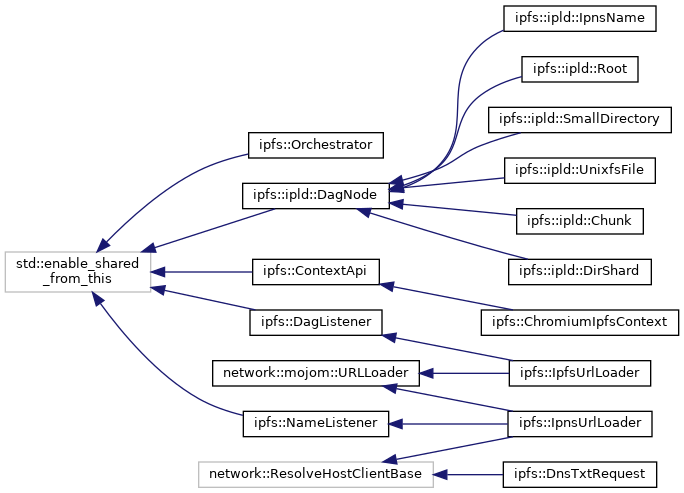 ipfs::ipld::IpnsName
ipfs::ipld::Root
ipfs::ipld::SmallDirectory
ipfs::Orchestrator
ipfs::ipld::UnixfsFile
ipfs::ipld::DagNode
ipfs::ipld::Chunk
std::enable_shared
_from_this
ipfs::ContextApi
ipfs::ipld::DirShard
ipfs::DagListener
ipfs::ChromiumIpfsContext
network::mojom::URLLoader
ipfs::IpfsUrlLoader
ipfs::NameListener
ipfs::IpnsUrlLoader
network::ResolveHostClientBase
ipfs::DnsTxtRequest